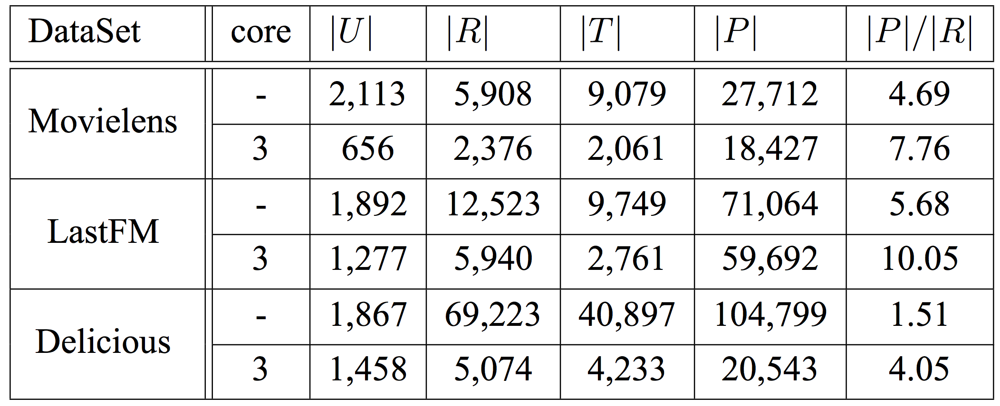 DataSet core |U| |R| |T| |P| |P|/|R|
Movielens - 2,113 5,908 9,079 27,712 4.69
3 656 2,376 2,061 18,427 7.76
LastFM - 1,892 12,523 9,749 71,064 5.68
3 1,277 5,940 2,761 59,692 10.05
Delicious - 1,867 69,223 40,897 104,799 1.51
3 1,458 5,074 4,233 20,543 4.05